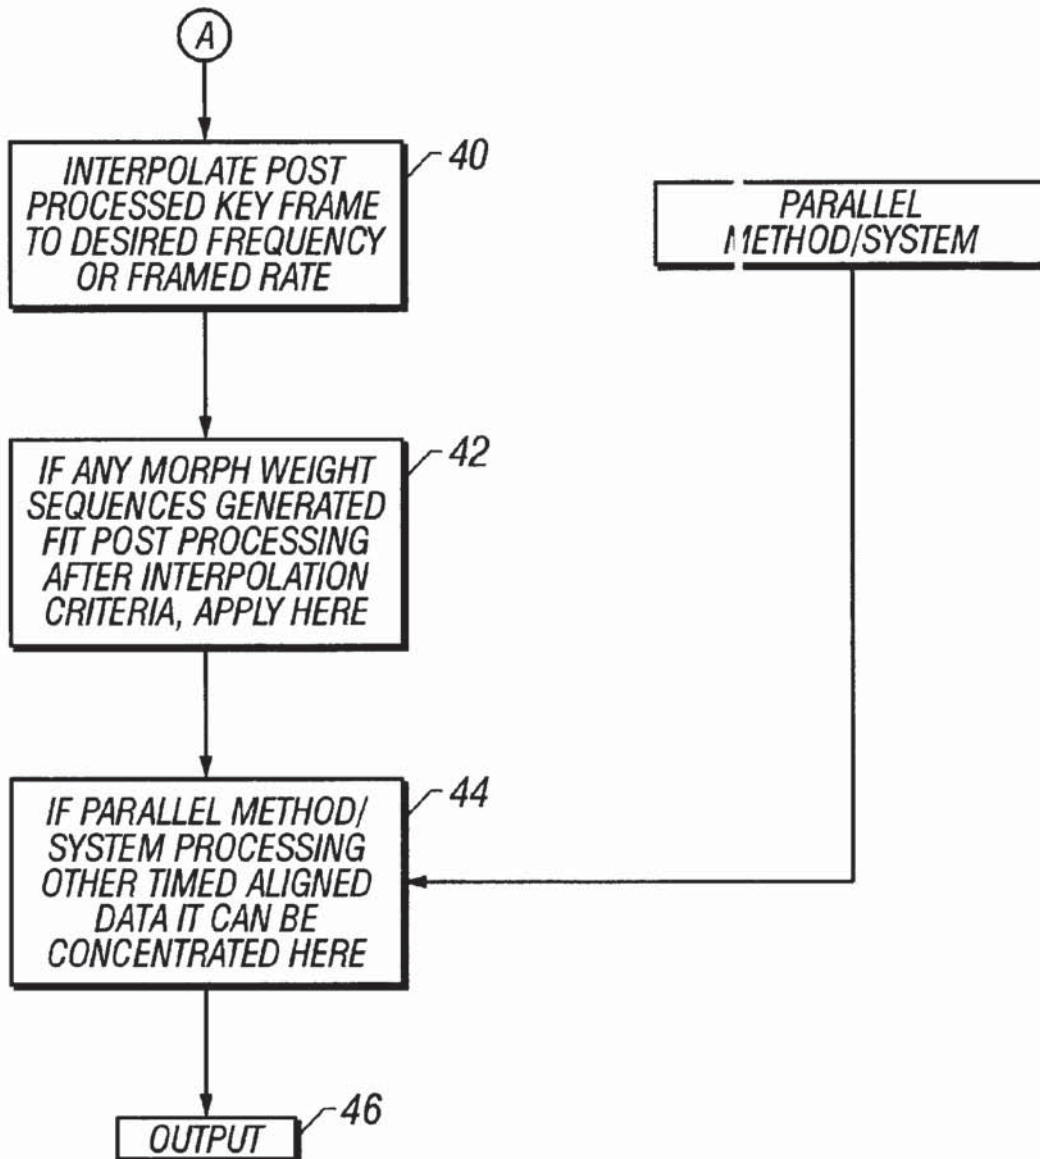 A
INTERPOLATE POST
PROCESSED KEY FRAME
TO DESIRED FREQUENCY
OR FRAMED RATE
40
PARALLEL
METHOD/SYSTEM
IF ANY MORPH WEIGHT
SEQUENCES GENERATED
FIT POST PROCESSING
AFTER INTERPOLATION
CRITERIA, APPLY HERE
42
IF PARALLEL METHOD/
SYSTEM PROCESSING
OTHER TIMED ALIGNED
DATA IT CAN BE
CONCENTRATED HERE
44
OUTPUT
46